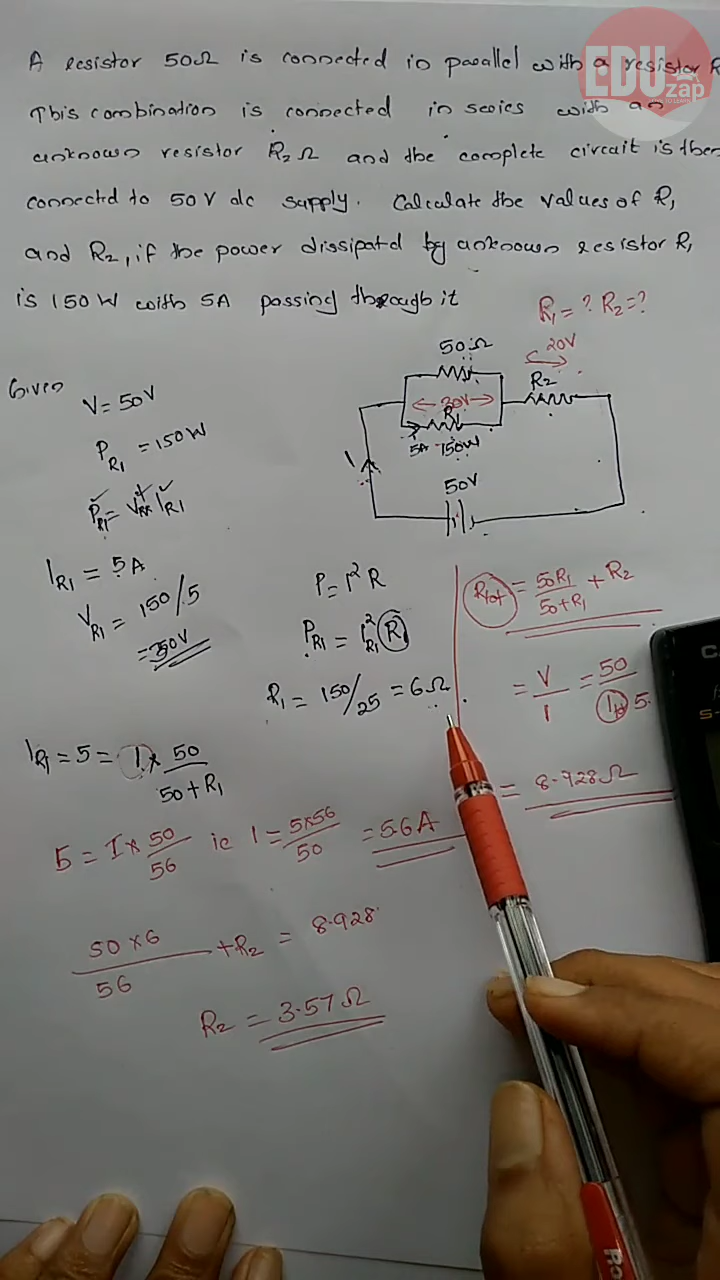 EDU
zap
A resistor 50Ω is connected in parallel with a resistor R
This combination is connected in series with an
unknown resistor R₂Ω and the complete circuit is then
connectd to 50V dc supply. Calculate the values of R₁
and R₂, if the power dissipatd by unknown resistor R₁
is 150W with 5A passing through it
R₁ = ? R₂ = ?
Given
V = 50V
P_R1 = 150W
P_R1 = V_R1 * I_R1
I_R1 = 5A
V_R1 = 150/5
= 30V
50Ω
20V
30V
R₂
R₁
5A 150W
I
50V
P = I²R
P_R1 = I²_R1 R
R₁ = 150/25 = 6Ω
Rtot = 50R₁/50+R₁ + R₂
= V/I = 50/Itot 5.
= 8.928Ω
I_R1 = 5 = I × 50/50+R₁
5 = I × 50/56 ie I = 5×56/50 = 5.6A
50×6/56 + R₂ = 8.928
R₂ = 3.57Ω
C
S-